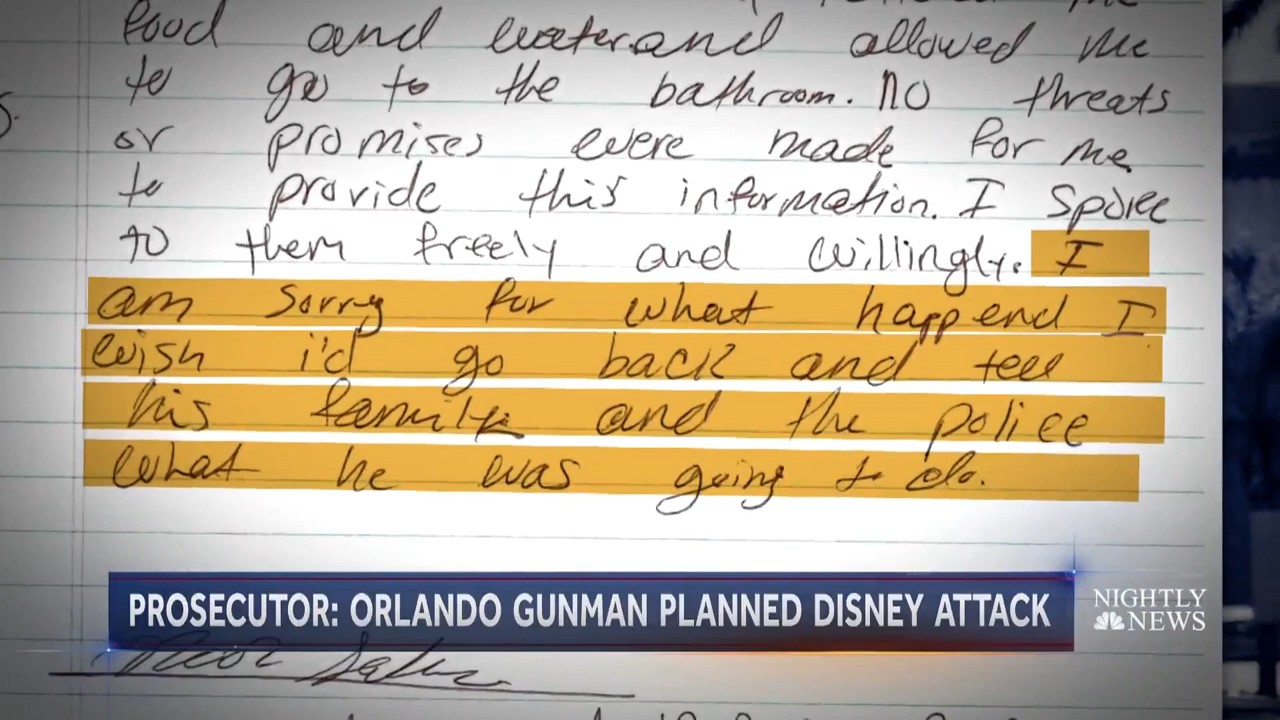 food and water and allowed me
to go to the bathroom. NO threats
or promises were made for me
to provide this information. I spoke
to them freely and willingly. I
am sorry for what happend I
wish i'd go back and tell
his family and the police
what he was going to do.
PROSECUTOR: ORLANDO GUNMAN PLANNED DISNEY ATTACK
NIGHTLY
NEWS